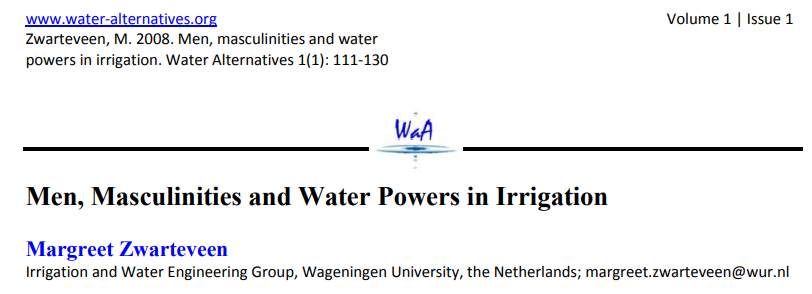 www.water-alternatives.org Volume 1 | Issue 1
Zwarteveen, M. 2008. Men, masculinities and water
powers in irrigation. Water Alternatives 1(1): 111-130
WaA
Men, Masculinities and Water Powers in Irrigation
Margreet Zwarteveen
Irrigation and Water Engineering Group, Wageningen University, the Netherlands; margreet.zwarteveen@wur.nl